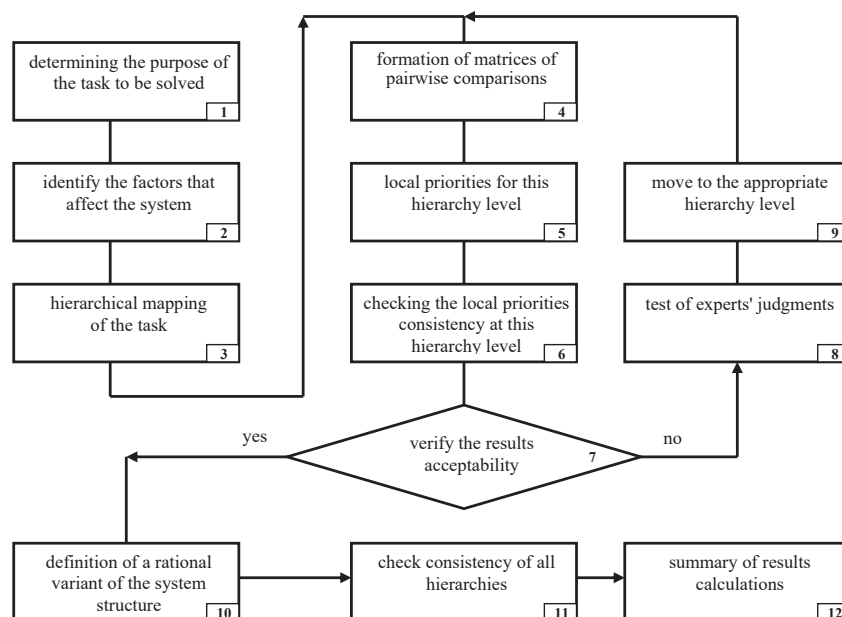 determining the purpose of
the task to be solved
1
identify the factors that
affect the system
2
hierarchical mapping
of the task
3
formation of matrices of
pairwise comparisons
4
local priorities for this
hierarchy level
5
checking the local priorities
consistency at this
hierarchy level
6
verify the results
acceptability
7
yes
no
test of experts' judgments
8
move to the appropriate
hierarchy level
9
definition of a rational
variant of the system
structure
10
check consistency of all
hierarchies
11
summary of results
calculations
12